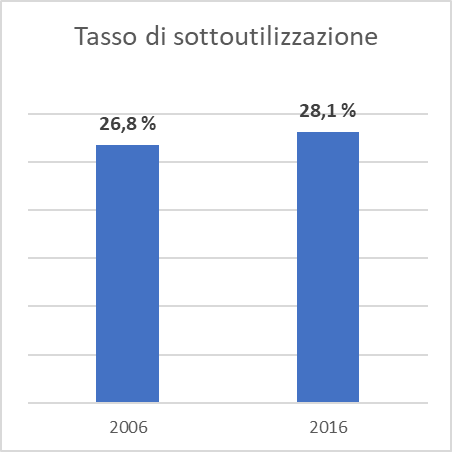 Tasso di sottoutilizzazione
26,8 %
28,1 %
2006
2016